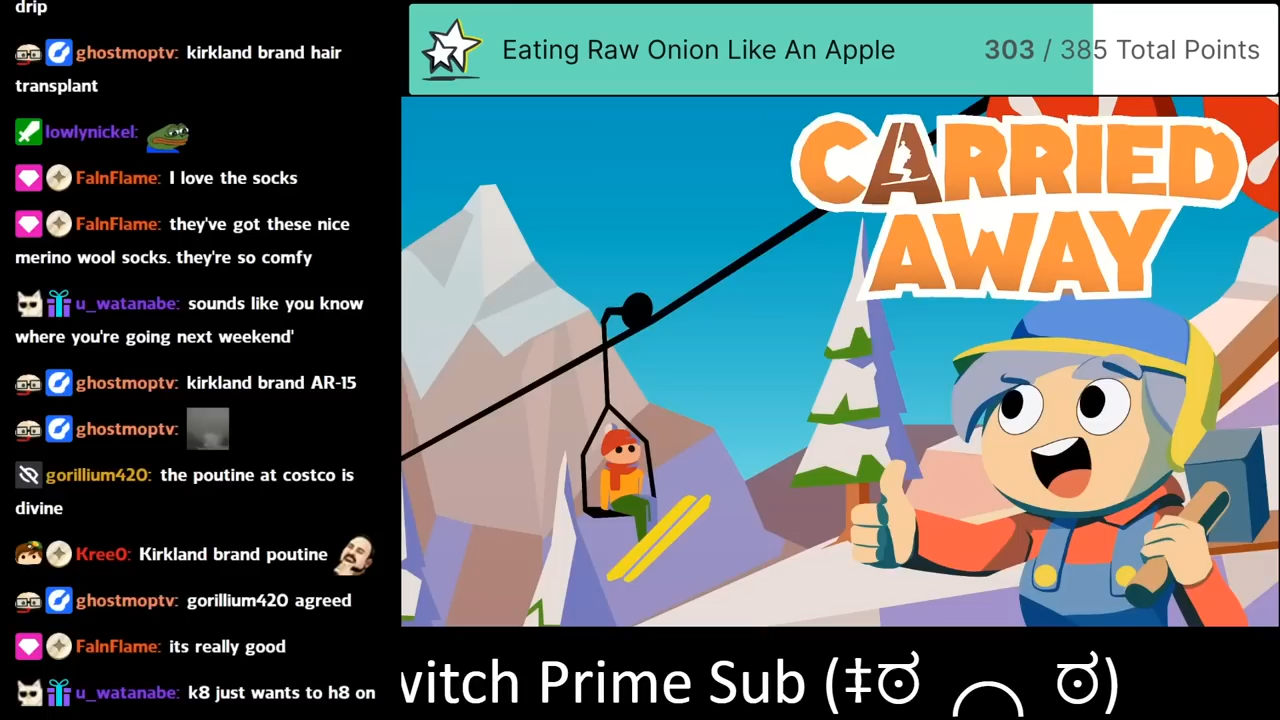 drip
ghostmoptv: kirkland brand hair
transplant
lowlynickel:
FalnFlame: I love the socks
FalnFlame: they've got these nice
merino wool socks. they're so comfy
u_watanabe: sounds like you know
where you're going next weekend'
ghostmoptv: kirkland brand AR-15
ghostmoptv:
gorillium420: the poutine at costco is
divine
KreeO: Kirkland brand poutine
ghostmoptv: gorillium420 agreed
FalnFlame: its really good
u_watanabe: k8 just wants to h8 on
Eating Raw Onion Like An Apple 303 / 385 Total Points
CARRIED
AWAY
witch Prime Sub (‡ಠ ⁔ ಠ)